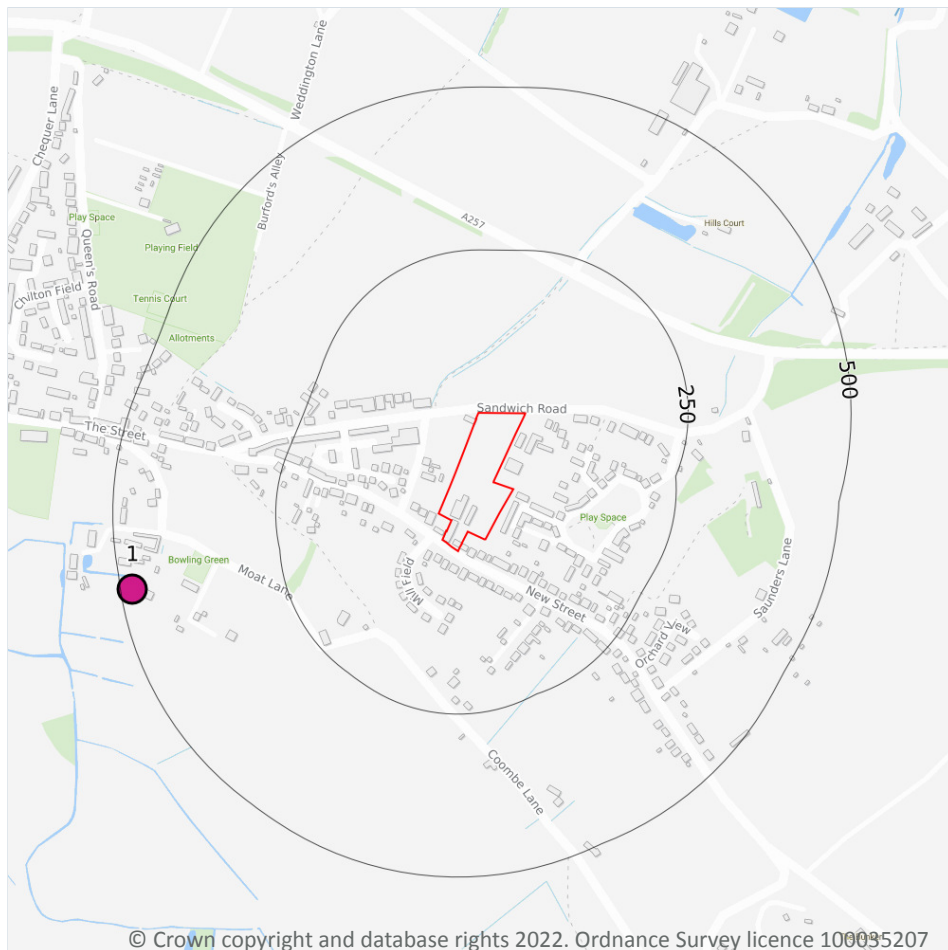 Weddington Lane
Chequer Lane
Burford's Alley
Play Space
Queen's Road
A257
Hills Court
Playing Field
Chilton Field
Tennis Court
Allotments
500
250
Sandwich Road
The Street
Play Space
1
Bowling Green
Moat Lane
Mill Field
New Street
Saunders Lane
Orchard View
Coombe Lane
© Crown copyright and database rights 2022. Ordnance Survey licence